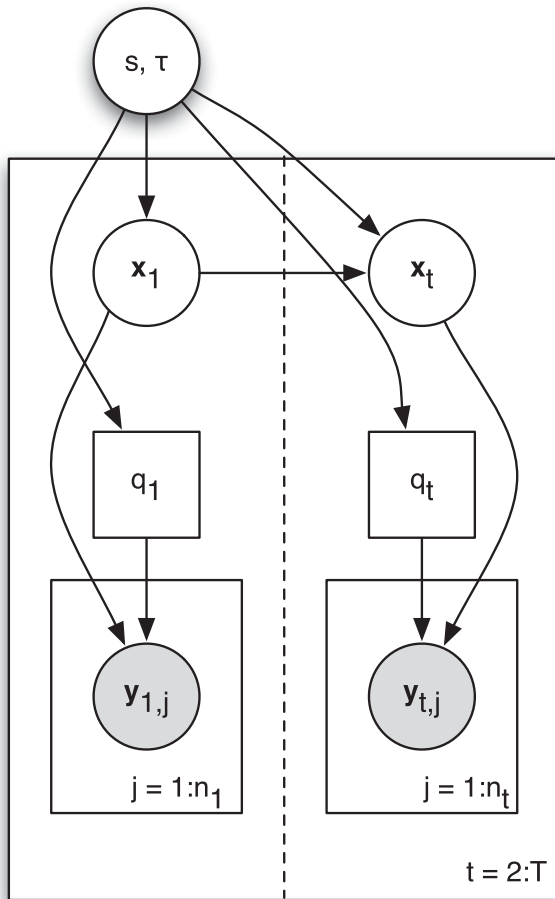 s, τ
x₁
xₜ
q₁
qₜ
y₁,ⱼ
yₜ,ⱼ
j = 1:n₁
j = 1:nₜ
t = 2:T